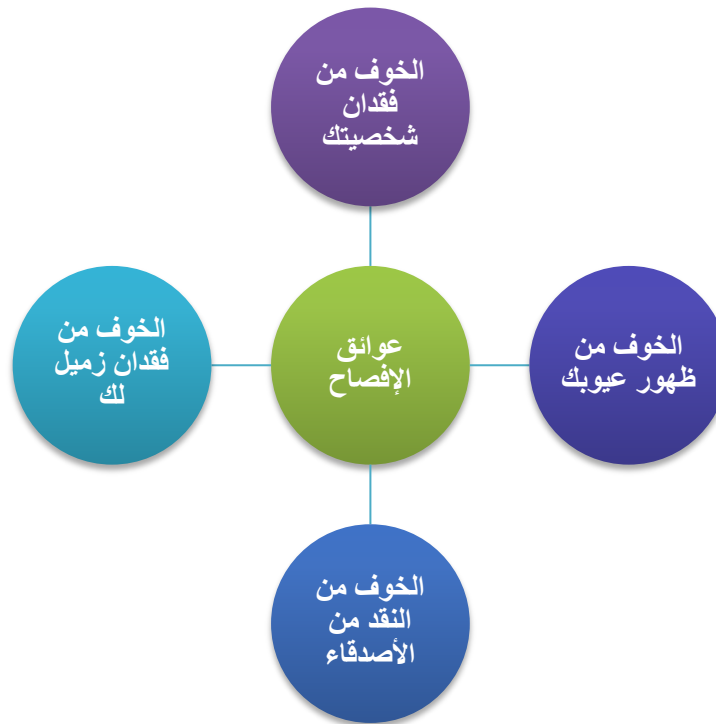 الخوف من
فقدان
شخصيتك
الخوف من
ظهور عيوبك
عوائق
الإفصاح
الخوف من
فقدان زميل
لك
الخوف من
النقد من
الأصدقاء